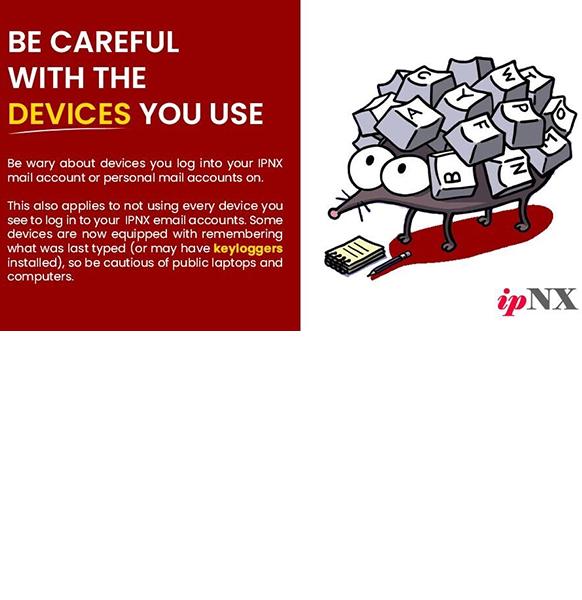 BE CAREFUL
WITH THE
DEVICES YOU USE
Be wary about devices you log into your IPNX
mail account or personal mail accounts on.
This also applies to not using every device you
see to log in to your IPNX email accounts. Some
devices are now equipped with remembering
what was last typed (or may have keyloggers
installed), so be cautious of public laptops and
computers.
C
W
Y
P
O
A
F
B
N
ipNX